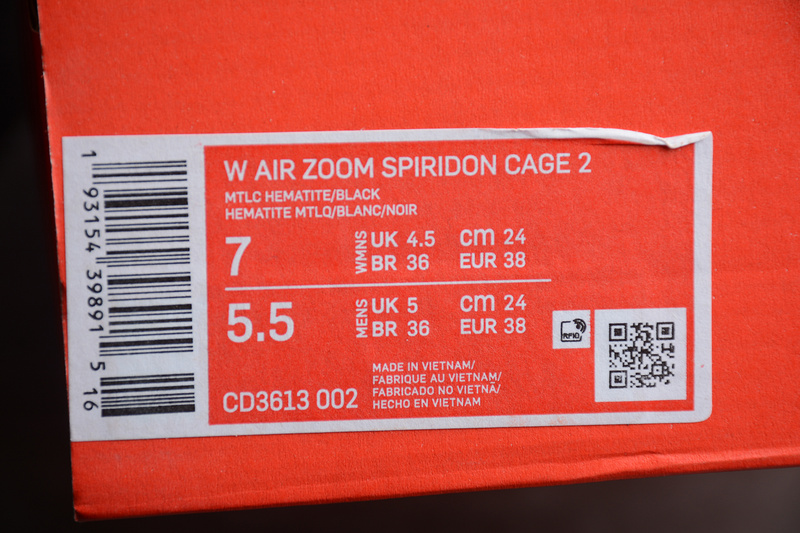 W AIR ZOOM SPIRIDON CAGE 2
MTLC HEMATITE/BLACK
HEMATITE MTLQ/BLANC/NOIR
7
WMNS
UK 4.5 cm 24
BR 36 EUR 38
5.5
MENS
UK 5 cm 24
BR 36 EUR 38
CD3613 002
MADE IN VIETNAM/
FABRIQUE AU VIETNAM/
FABRICADO NO VIETNÃ/
HECHO EN VIETNAM
RFID
1 93154 39891 5 16